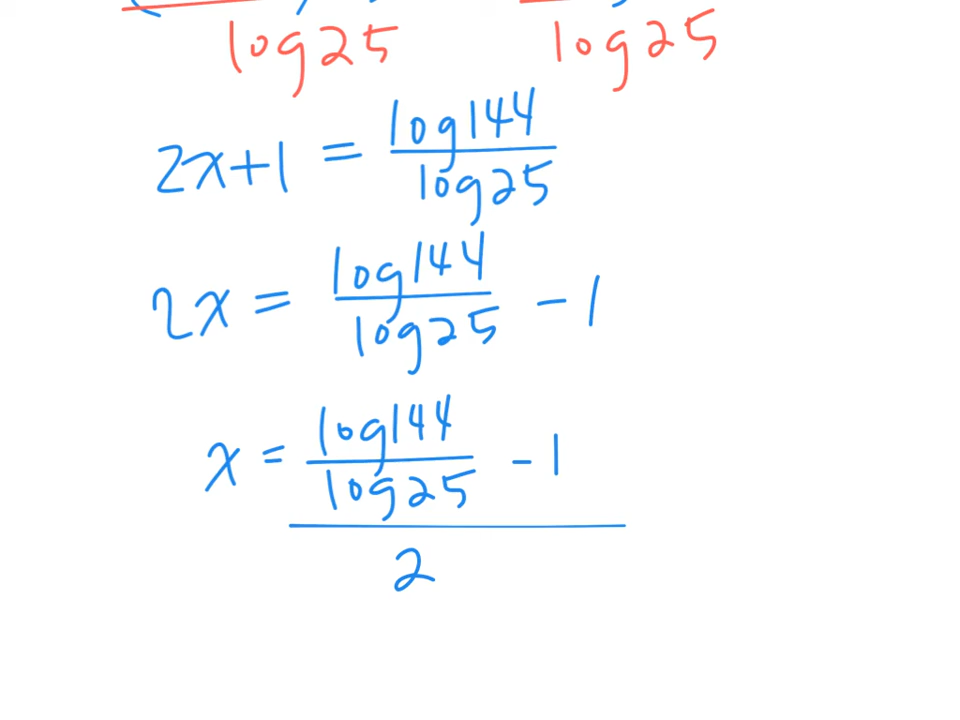 log25 log25
2x+1 = log144/log25
2x = log144/log25 - 1
x = (log144/log25 - 1)/2